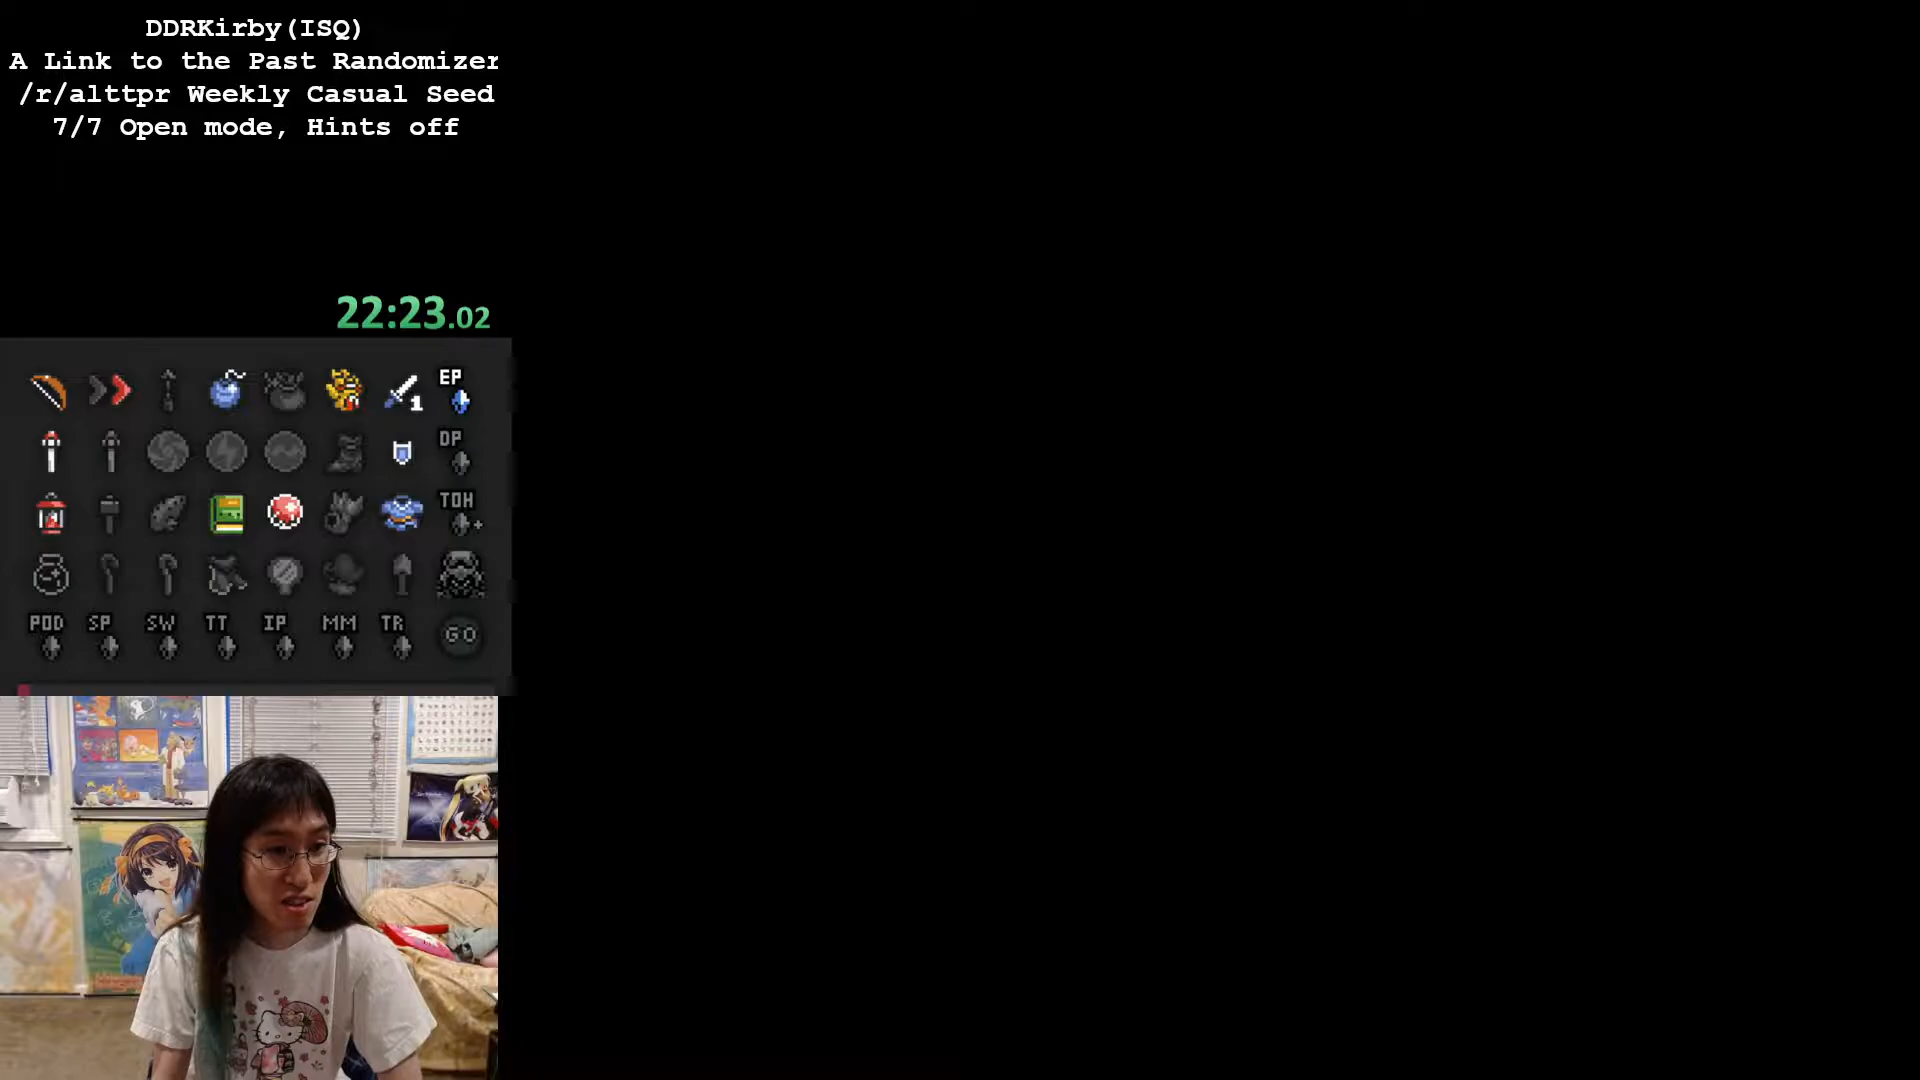 DDRKirby(ISQ)
A Link to the Past Randomizer
/r/alttpr Weekly Casual Seed
7/7 Open mode, Hints off
22:23.02
EP
1
DP
TOH
+
POD SP SW TT IP MM TR GO